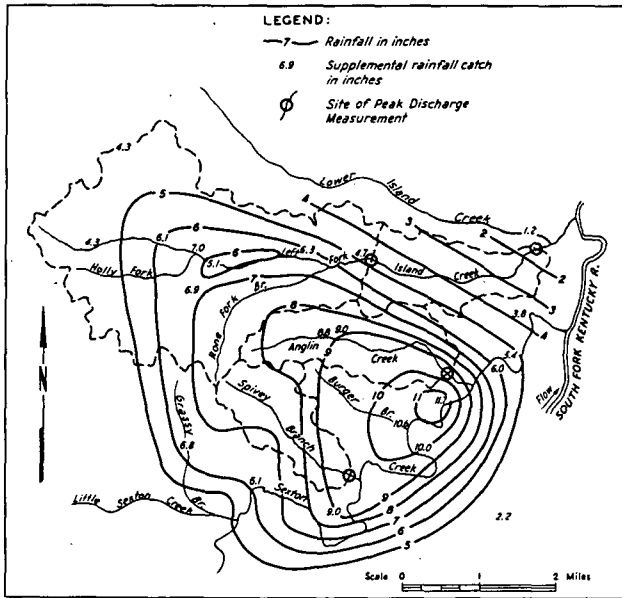 LEGEND:
7 Rainfall in inches
6.9 Supplemental rainfall catch
in inches
Site of Peak Discharge
Measurement
4.3
Lower
Island
Creek
1.2
5
4
3
2
6
6.1
4.3
7.0
6
Left
6.3
Fork
4.7
Island
Creek
2
Holly Fork
5.1
3
6.9
7
Bone Fork Br.
3.8
4
8
8.8
9.0
5.4
6.0
Anglin
Creek
9
Burger
Br.
10
11
10.6
10.0
Spivey
Branch
Creek
Grassy
Br.
6.8
6.1
Sexton
9.0
9
8
7
6
5
Little Sexton Creek
2.2
N
Flow
SOUTH FORK KENTUCKY R.
Scale 0 1 2 Miles